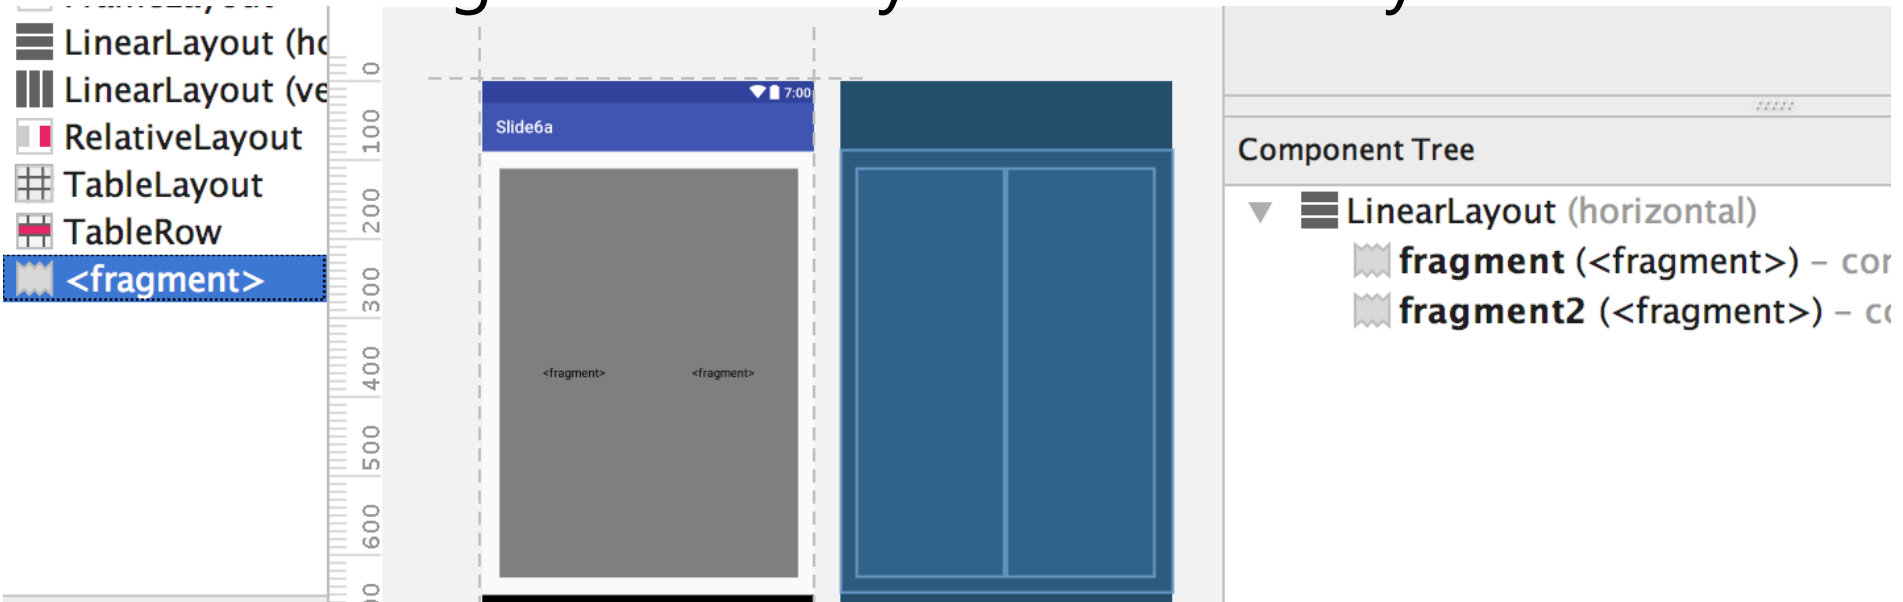 LinearLayout (ho
LinearLayout (ve
RelativeLayout
TableLayout
TableRow
<fragment>
0
100
200
300
400
500
600
7:00
Slide6a
<fragment> <fragment>
Component Tree
LinearLayout (horizontal)
fragment (<fragment>) – con
fragment2 (<fragment>) – co